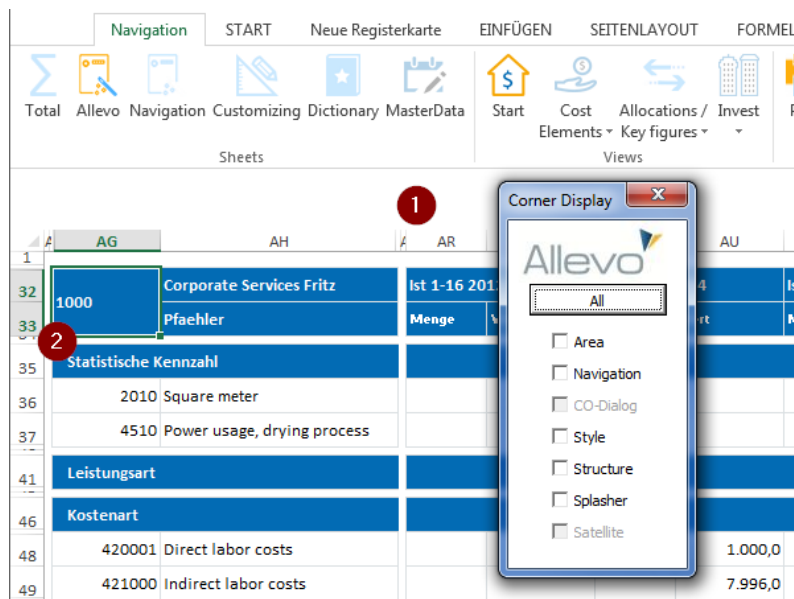 Navigation START Neue Registerkarte EINFÜGEN SEITENLAYOUT
Total Allevo Navigation Customizing Dictionary MasterData Start Cost Allocations / Invest
Elements Key figures
Sheets Views
1
Corner Display x
AG AH AR AU
1
Allevo
32 1000 Corporate Services Fritz Ist 1-16
All
33 Pfaehler Menge
2
Area
35 Statistische Kennzahl
Navigation
36 2010 Square meter
CO-Dialog
37 4510 Power usage, drying process
Style
Structure
41 Leistungsart
Splasher
46 Kostenart
Satellite
48 420001 Direct labor costs 1.000,0
49 421000 Indirect labor costs 7.996,0